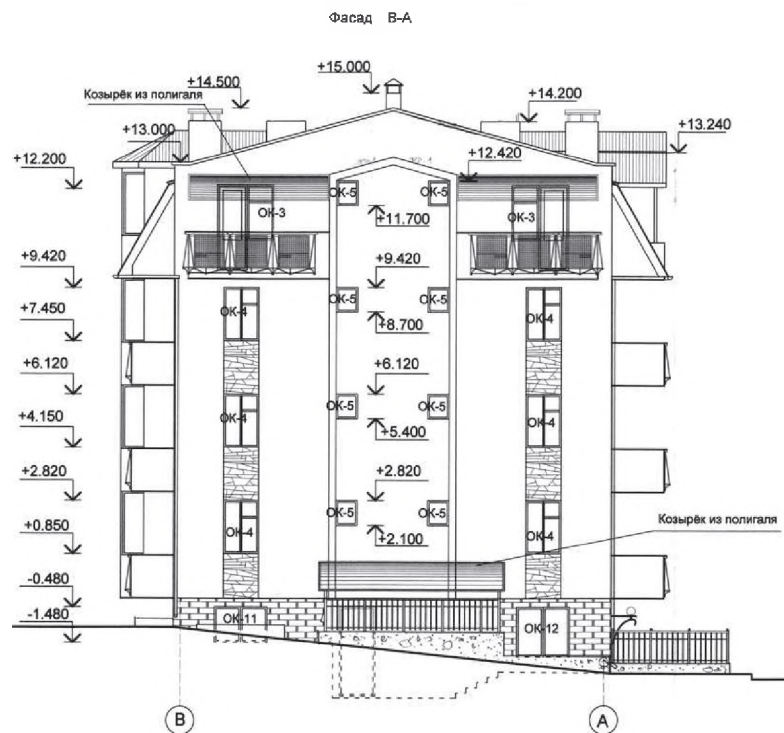 Фасад В-А
+15.000
+14.500
Козырёк из полигаля
+14.200
+13.000
+13.240
+12.200
+12.420
ОК-5
ОК-5
ОК-3
ОК-3
+11.700
+9.420
+9.420
ОК-4
ОК-5
ОК-5
ОК-4
+7.450
+8.700
+6.120
+6.120
ОК-4
ОК-5
ОК-5
ОК-4
+4.150
+5.400
+2.820
+2.820
ОК-4
ОК-5
ОК-5
ОК-4
Козырёк из полигаля
+0.850
+2.100
-0.480
-1.480
ОК-11
ОК-12
В
А